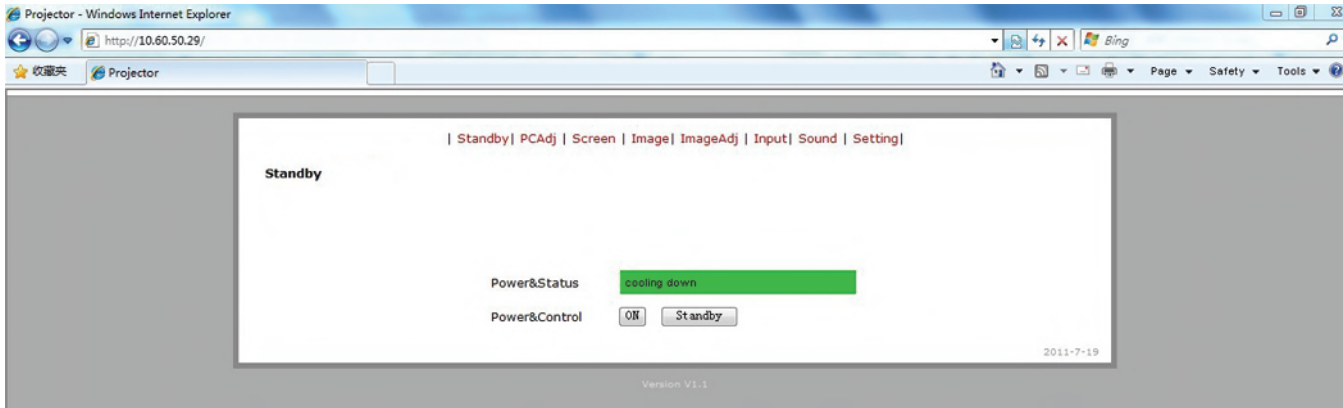 Projector - Windows Internet Explorer
http://10.60.50.29/
Bing
收藏夹
Projector
Page
Safety
Tools
| Standby| PCAdj | Screen | Image| ImageAdj | Input| Sound | Setting|
Standby
Power&Status
cooling down
Power&Control
ON
Standby
2011-7-19
Version V1.1